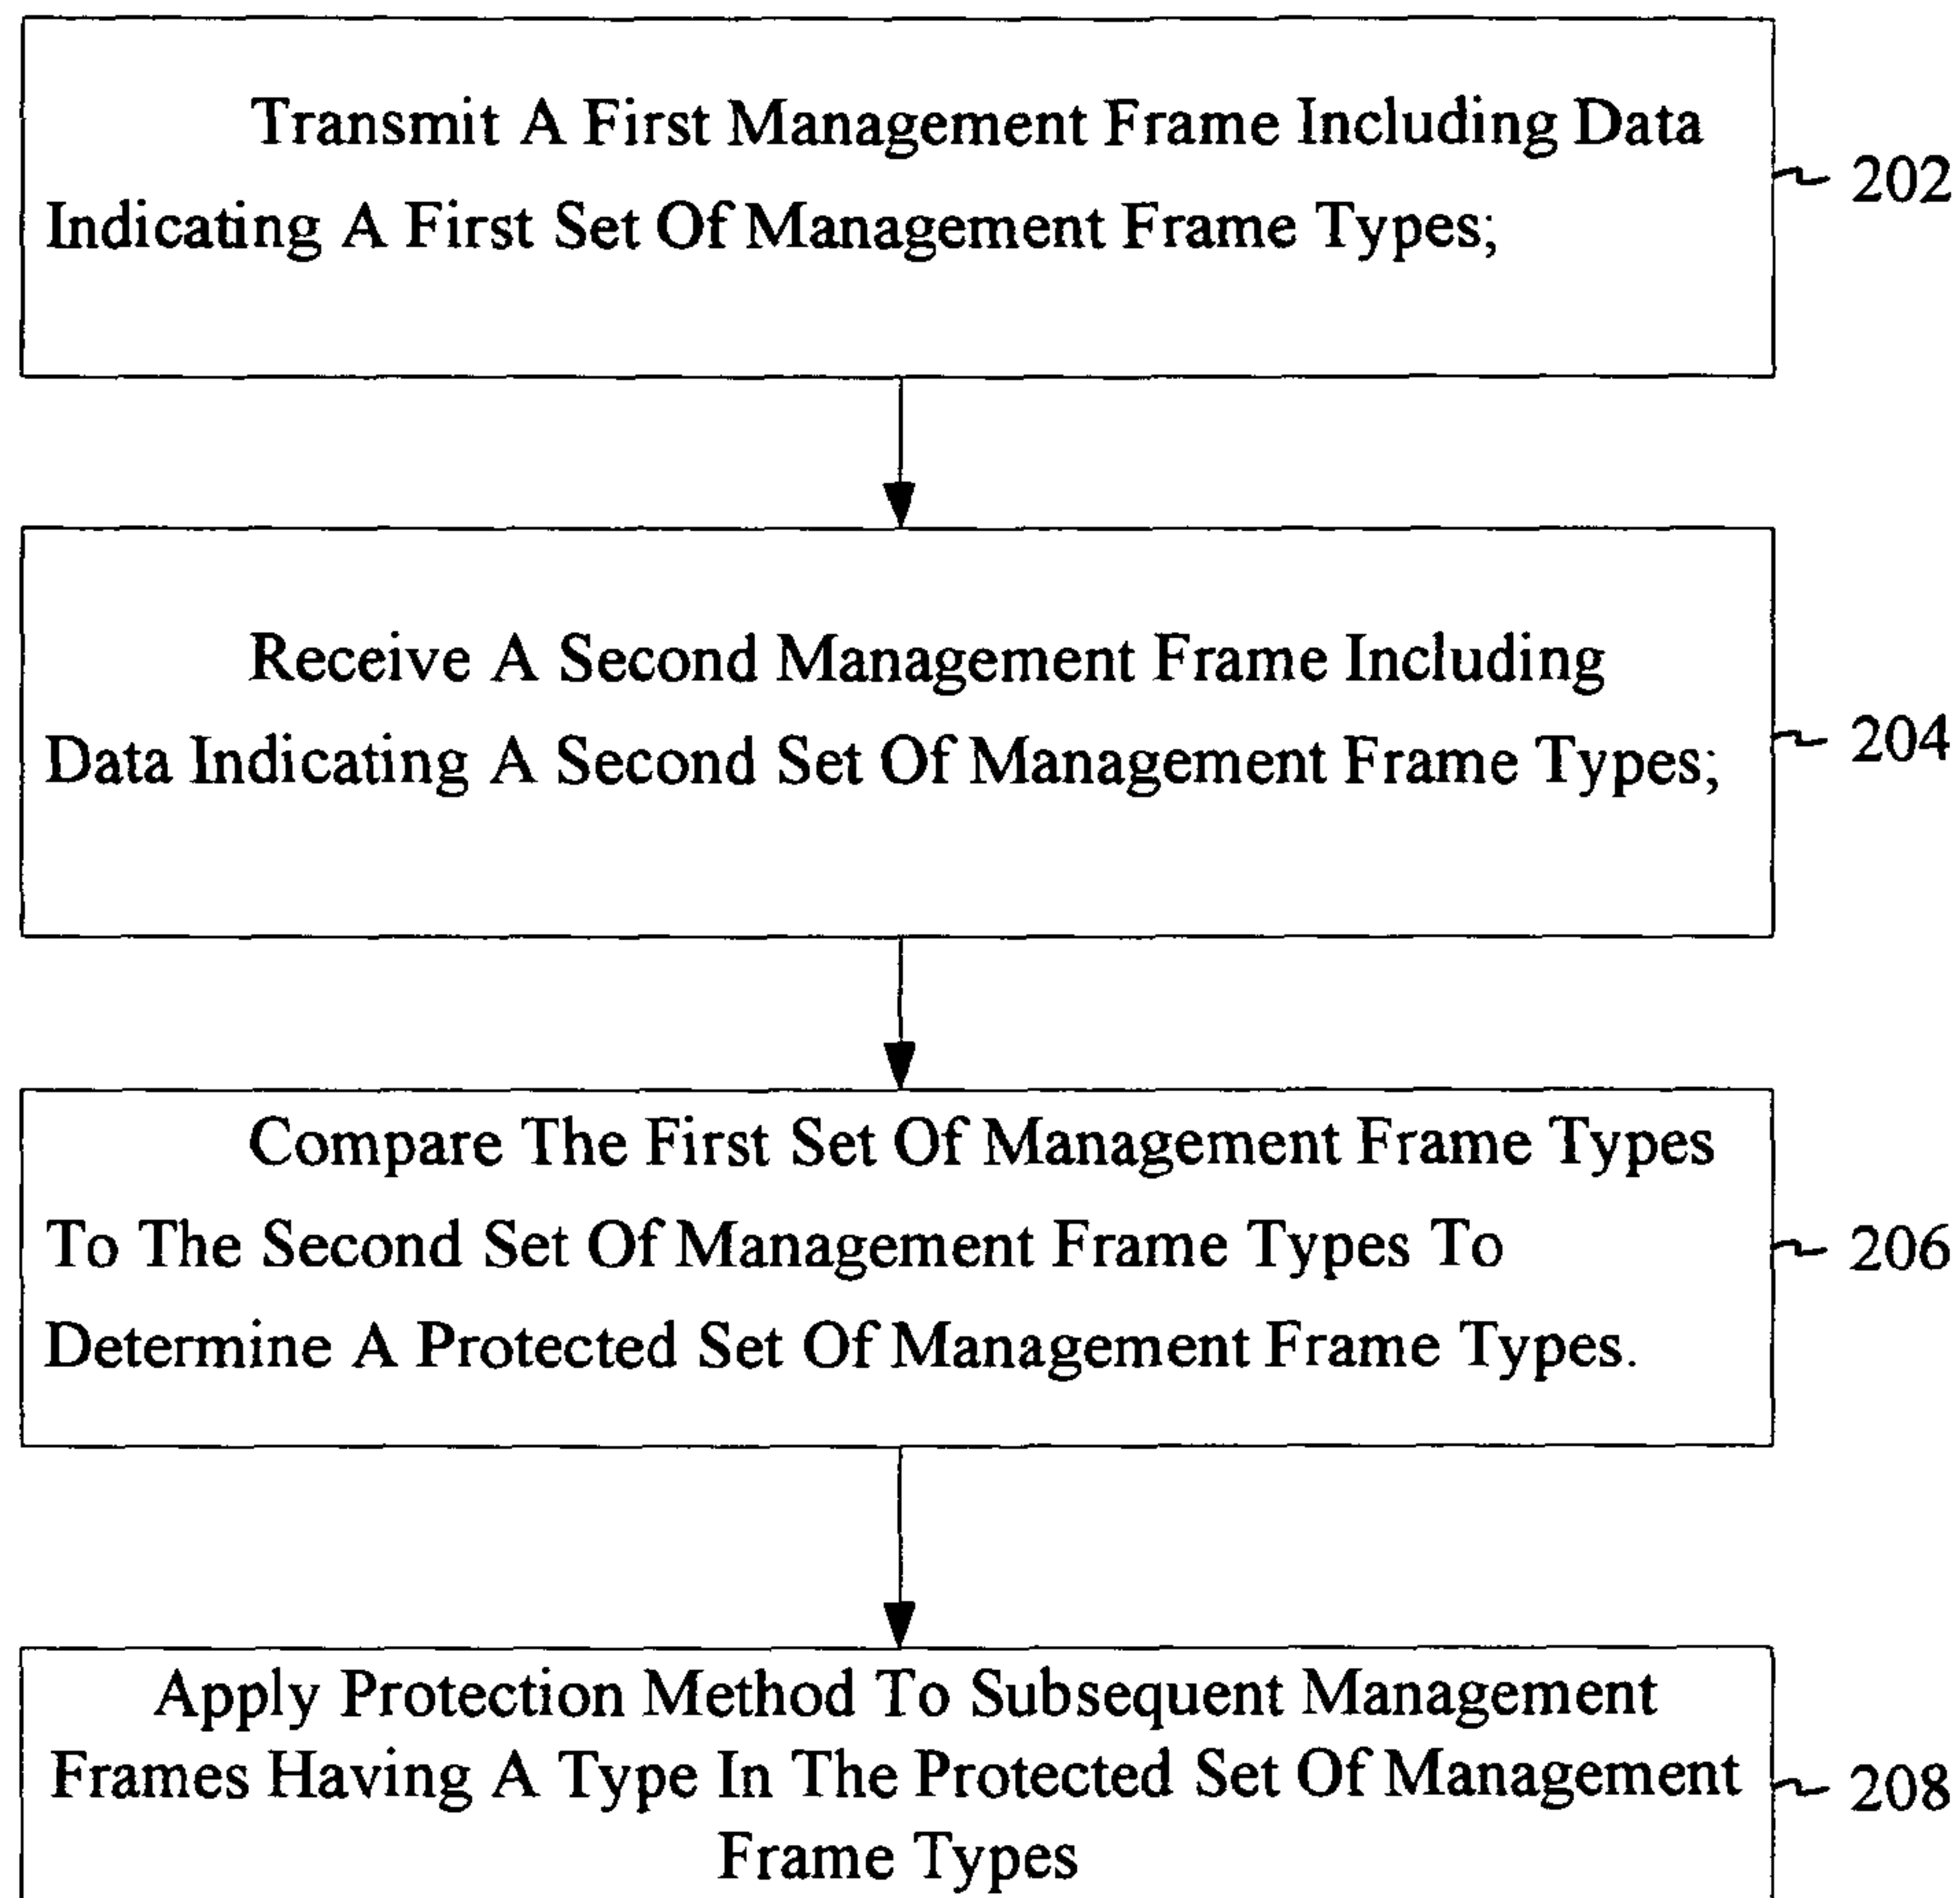 Transmit A First Management Frame Including Data
Indicating A First Set Of Management Frame Types;
202
Receive A Second Management Frame Including
Data Indicating A Second Set Of Management Frame Types;
204
Compare The First Set Of Management Frame Types
To The Second Set Of Management Frame Types To
Determine A Protected Set Of Management Frame Types.
206
Apply Protection Method To Subsequent Management
Frames Having A Type In The Protected Set Of Management
Frame Types
208